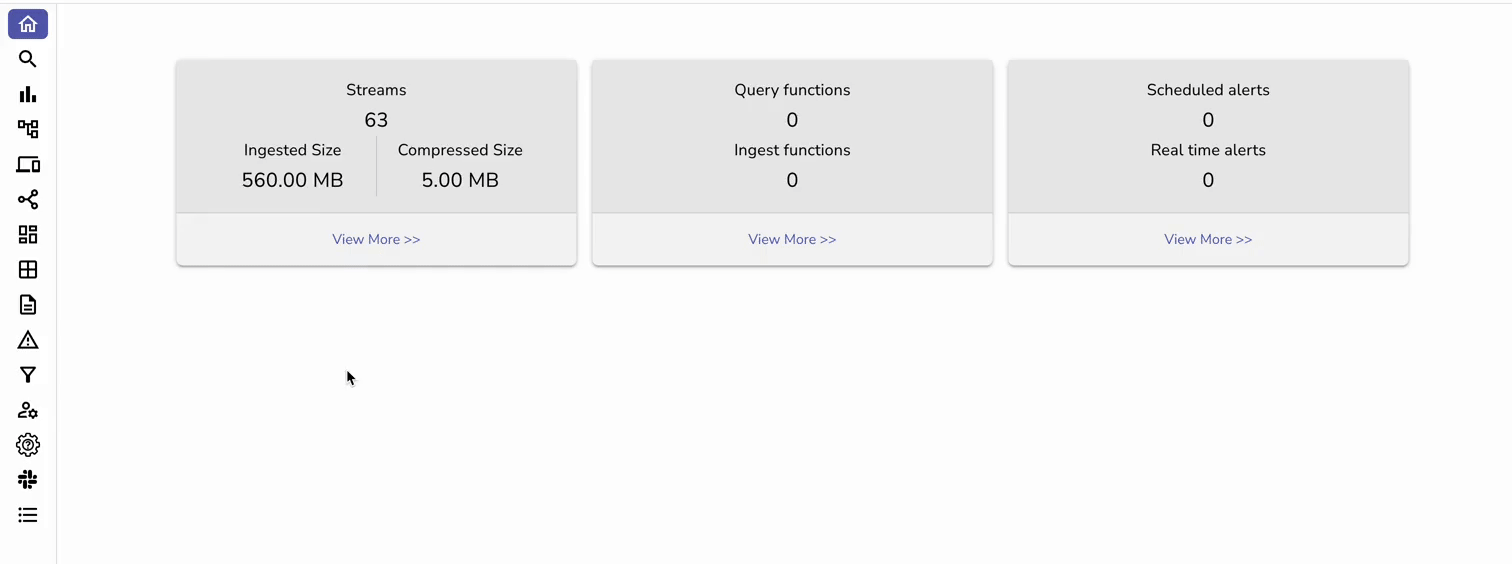 Streams
63
Ingested Size
560.00 MB
Compressed Size
5.00 MB
View More >>
Query functions
0
Ingest functions
0
View More >>
Scheduled alerts
0
Real time alerts
0
View More >>